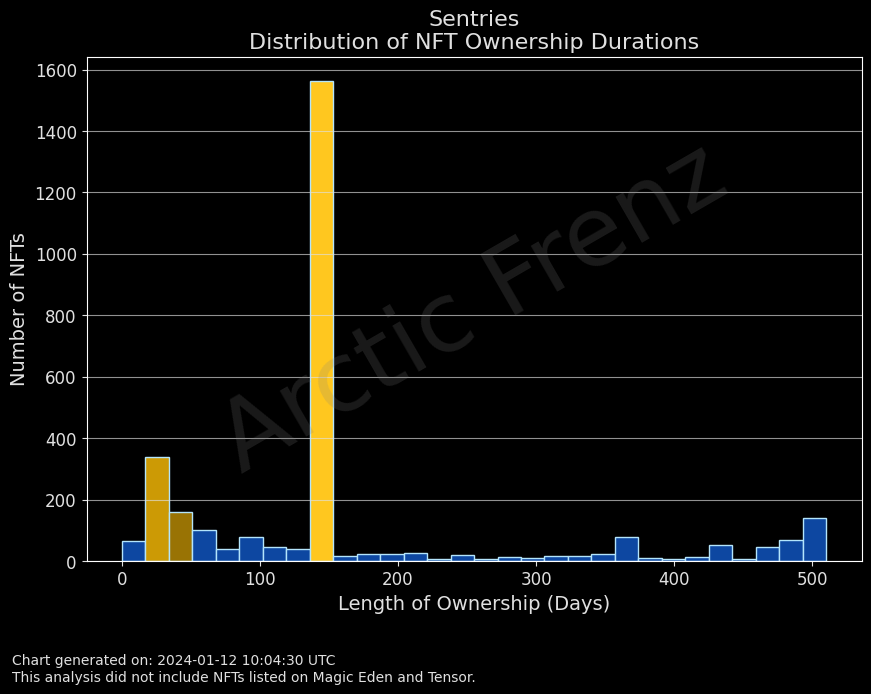 Sentries
Distribution of NFT Ownership Durations
1600
1400
1200
1000
800
600
400
200
0
Number of NFTs
Arctic Frenz
0 100 200 300 400 500
Length of Ownership (Days)
Chart generated on: 2024-01-12 10:04:30 UTC
This analysis did not include NFTs listed on Magic Eden and Tensor.